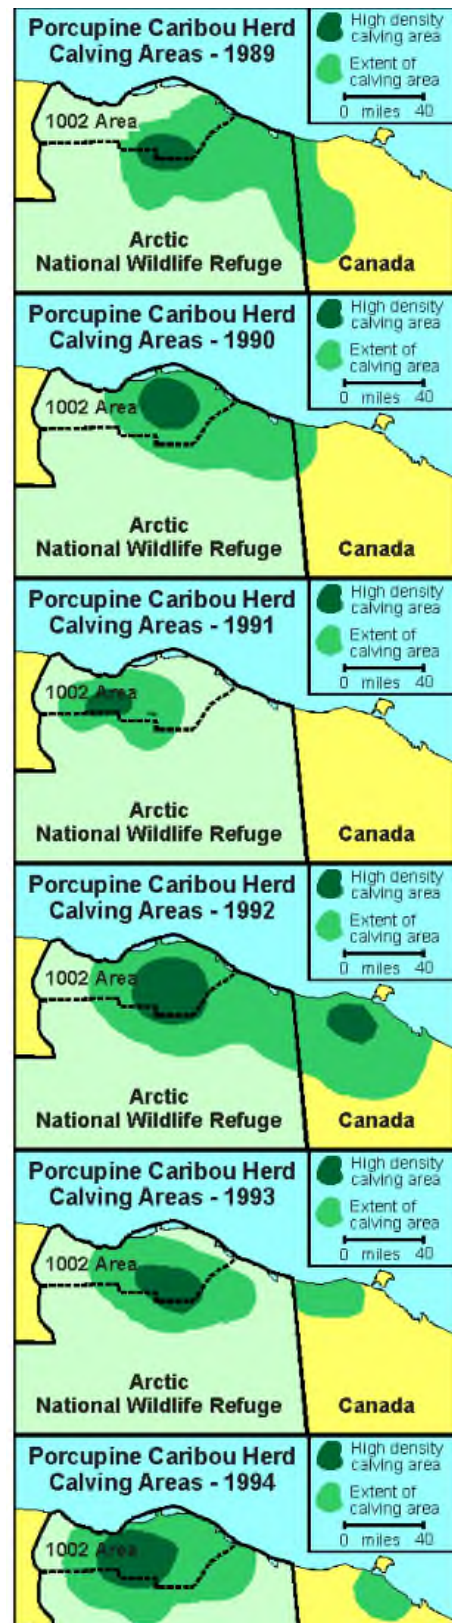 Porcupine Caribou Herd
Calving Areas - 1989
High density
calving area
Extent of
calving area
0 miles 40
1002 Area
Arctic
National Wildlife Refuge
Canada
Porcupine Caribou Herd
Calving Areas - 1990
High density
calving area
Extent of
calving area
0 miles 40
1002 Area
Arctic
National Wildlife Refuge
Canada
Porcupine Caribou Herd
Calving Areas - 1991
High density
calving area
Extent of
calving area
0 miles 40
1002 Area
Arctic
National Wildlife Refuge
Canada
Porcupine Caribou Herd
Calving Areas - 1992
High density
calving area
Extent of
calving area
0 miles 40
1002 Area
Arctic
National Wildlife Refuge
Canada
Porcupine Caribou Herd
Calving Areas - 1993
High density
calving area
Extent of
calving area
0 miles 40
1002 Area
Arctic
National Wildlife Refuge
Canada
Porcupine Caribou Herd
Calving Areas - 1994
High density
calving area
Extent of
calving area
0 miles 40
1002 Area